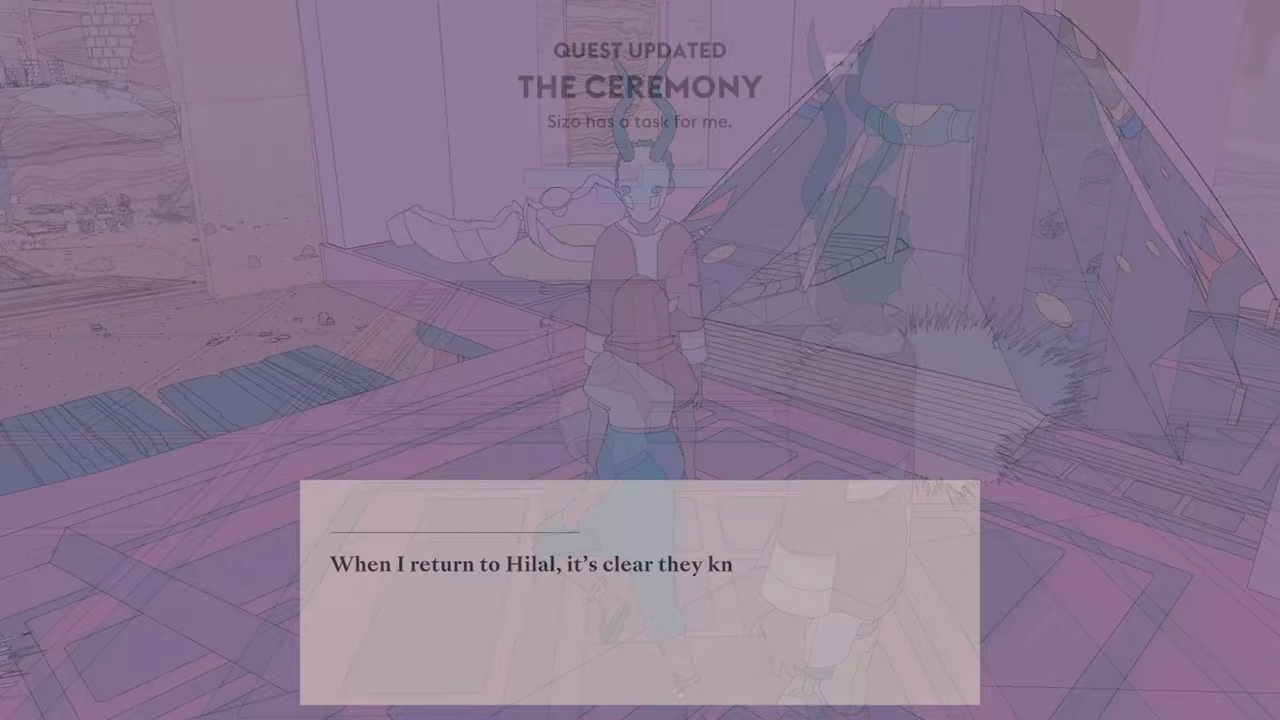 QUEST UPDATED
THE CEREMONY
Sizo has a task for me.
When I return to Hilal, it's clear they kn